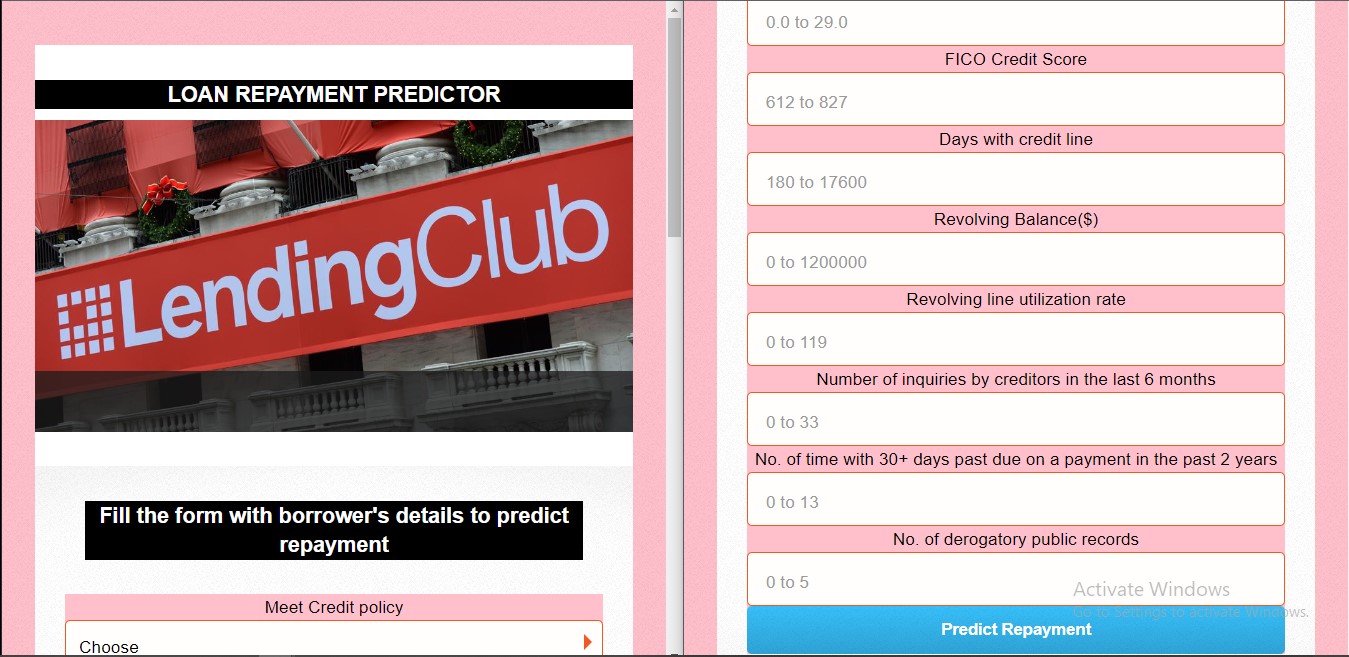 LOAN REPAYMENT PREDICTOR
LendingClub
Fill the form with borrower's details to predict
repayment
Meet Credit policy
Choose
0.0 to 29.0
FICO Credit Score
612 to 827
Days with credit line
180 to 17600
Revolving Balance($)
0 to 1200000
Revolving line utilization rate
0 to 119
Number of inquiries by creditors in the last 6 months
0 to 33
No. of time with 30+ days past due on a payment in the past 2 years
0 to 13
No. of derogatory public records
0 to 5
Activate Windows
Go to Settings to activate Windows.
Predict Repayment